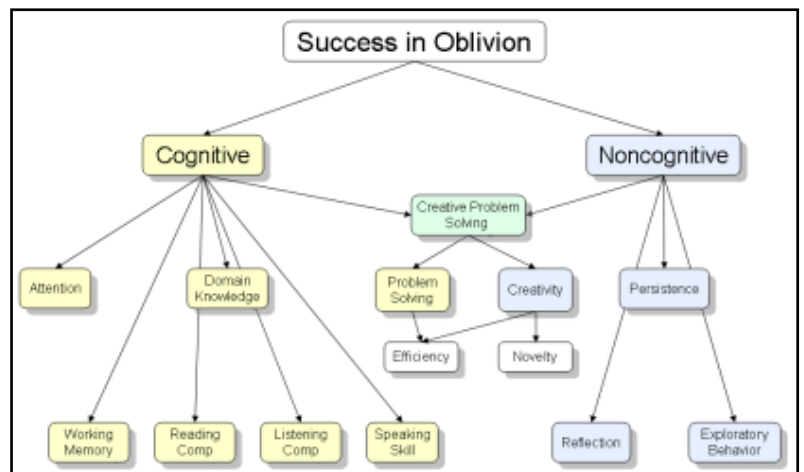 Success in Oblivion
Cognitive
Noncognitive
Creative Problem
Solving
Attention
Domain
Knowledge
Problem
Solving
Creativity
Persistence
Efficiency
Novelty
Working
Memory
Reading
Comp
Listening
Comp
Speaking
Skill
Reflection
Exploratory
Behavior